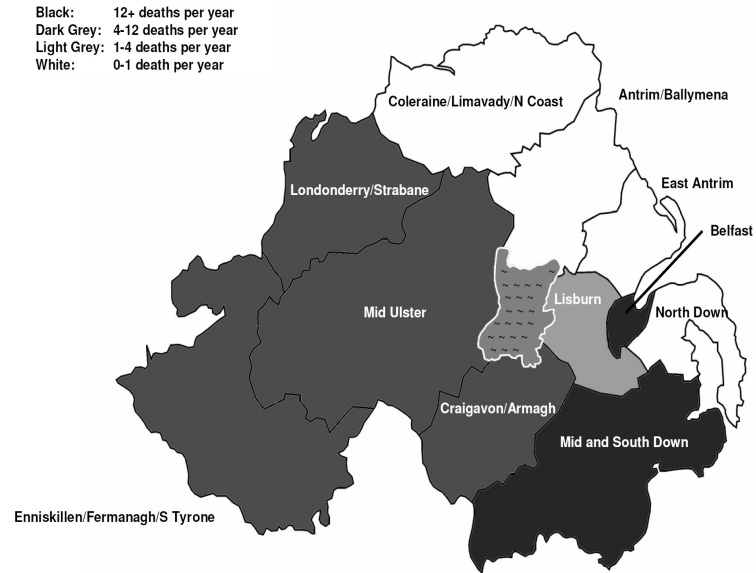 Black: 12+ deaths per year
Dark Grey: 4-12 deaths per year
Light Grey: 1-4 deaths per year
White: 0-1 death per year
Coleraine/Limavady/N Coast
Antrim/Ballymena
East Antrim
Londonderry/Strabane
Belfast
Lisburn
Mid Ulster
North Down
Craigavon/Armagh
Mid and South Down
Enniskillen/Fermanagh/S Tyrone